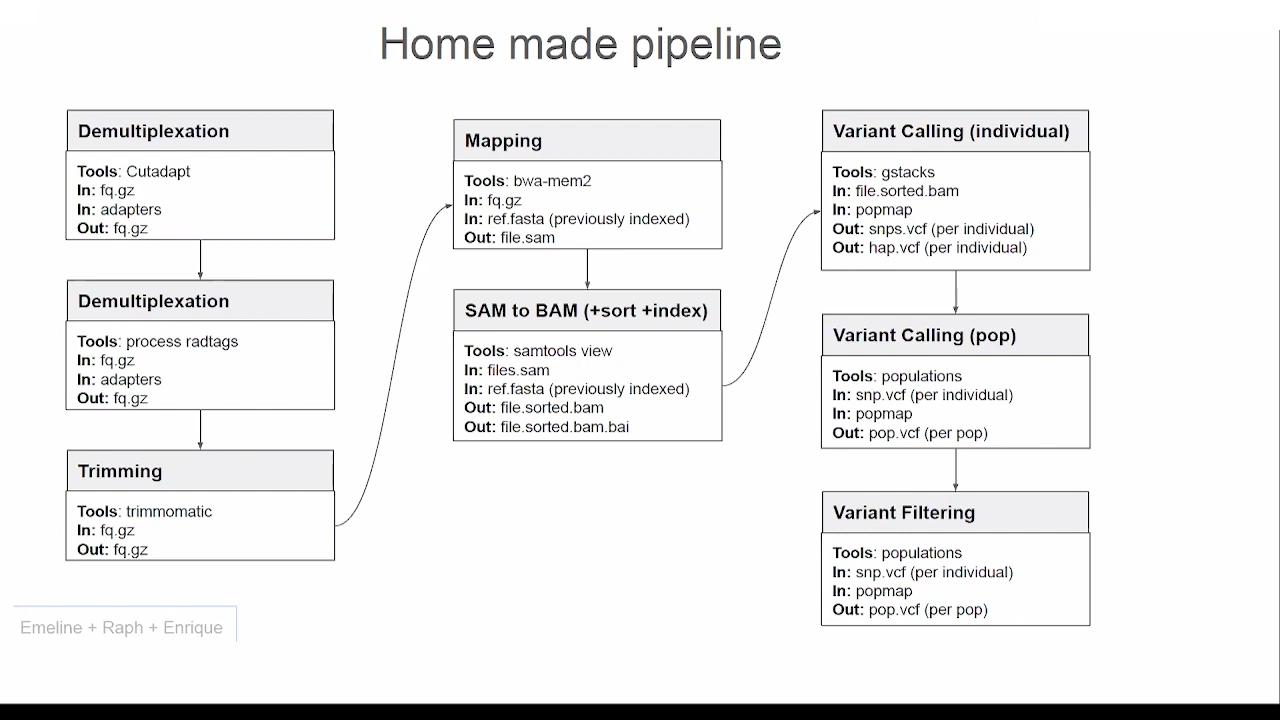 Home made pipeline
Demultiplexation
Tools: Cutadapt
In: fq.gz
In: adapters
Out: fq.gz
Demultiplexation
Tools: process radtags
In: fq.gz
In: adapters
Out: fq.gz
Trimming
Tools: trimmomatic
In: fq.gz
Out: fq.gz
Mapping
Tools: bwa-mem2
In: fq.gz
In: ref.fasta (previously indexed)
Out: file.sam
SAM to BAM (+sort +index)
Tools: samtools view
In: files.sam
In: ref.fasta (previously indexed)
Out: file.sorted.bam
Out: file.sorted.bam.bai
Variant Calling (individual)
Tools: gstacks
In: file.sorted.bam
In: popmap
Out: snps.vcf (per individual)
Out: hap.vcf (per individual)
Variant Calling (pop)
Tools: populations
In: snp.vcf (per individual)
In: popmap
Out: pop.vcf (per pop)
Variant Filtering
Tools: populations
In: snp.vcf (per individual)
In: popmap
Out: pop.vcf (per pop)
Emeline + Raph + Enrique